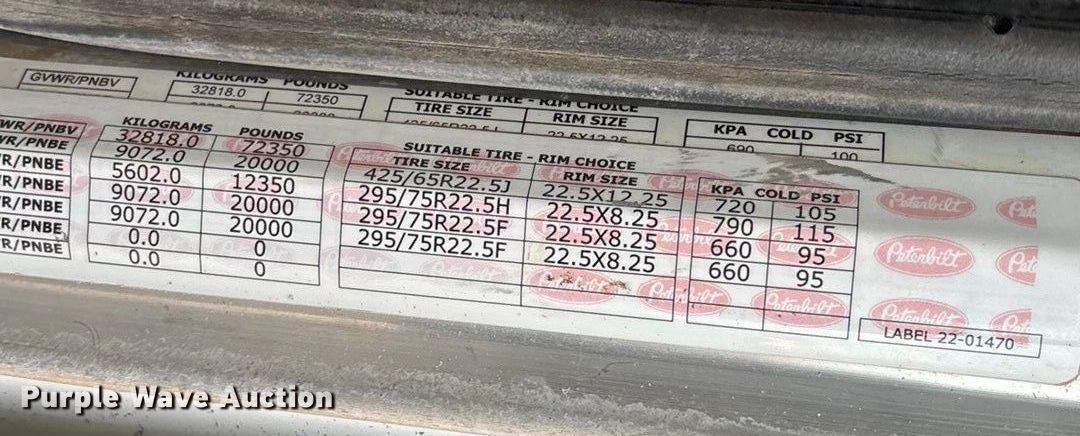 GVWR/PNBV KILOGRAMS POUNDS
32818.0 72350
SUITABLE TIRE - RIM CHOICE
TIRE SIZE RIM SIZE
22.5X12.25
KPA COLD PSI
690 100
WR/PNBV KILOGRAMS POUNDS
32818.0 72350
SUITABLE TIRE - RIM CHOICE
TIRE SIZE RIM SIZE KPA COLD PSI
R/PNBE 9072.0 20000 425/65R22.5J 22.5X12.25 720 105
R/PNBE 5602.0 12350 295/75R22.5H 22.5X8.25 790 115
R/PNBE 9072.0 20000 295/75R22.5F 22.5X8.25 660 95
R/PNBE 9072.0 20000 295/75R22.5F 22.5X8.25 660 95
R/PNBE 0.0 0
R/PNBE 0.0 0
Peterbilt
Peterbilt
Peterbilt
LABEL 22-01470
Purple Wave Auction